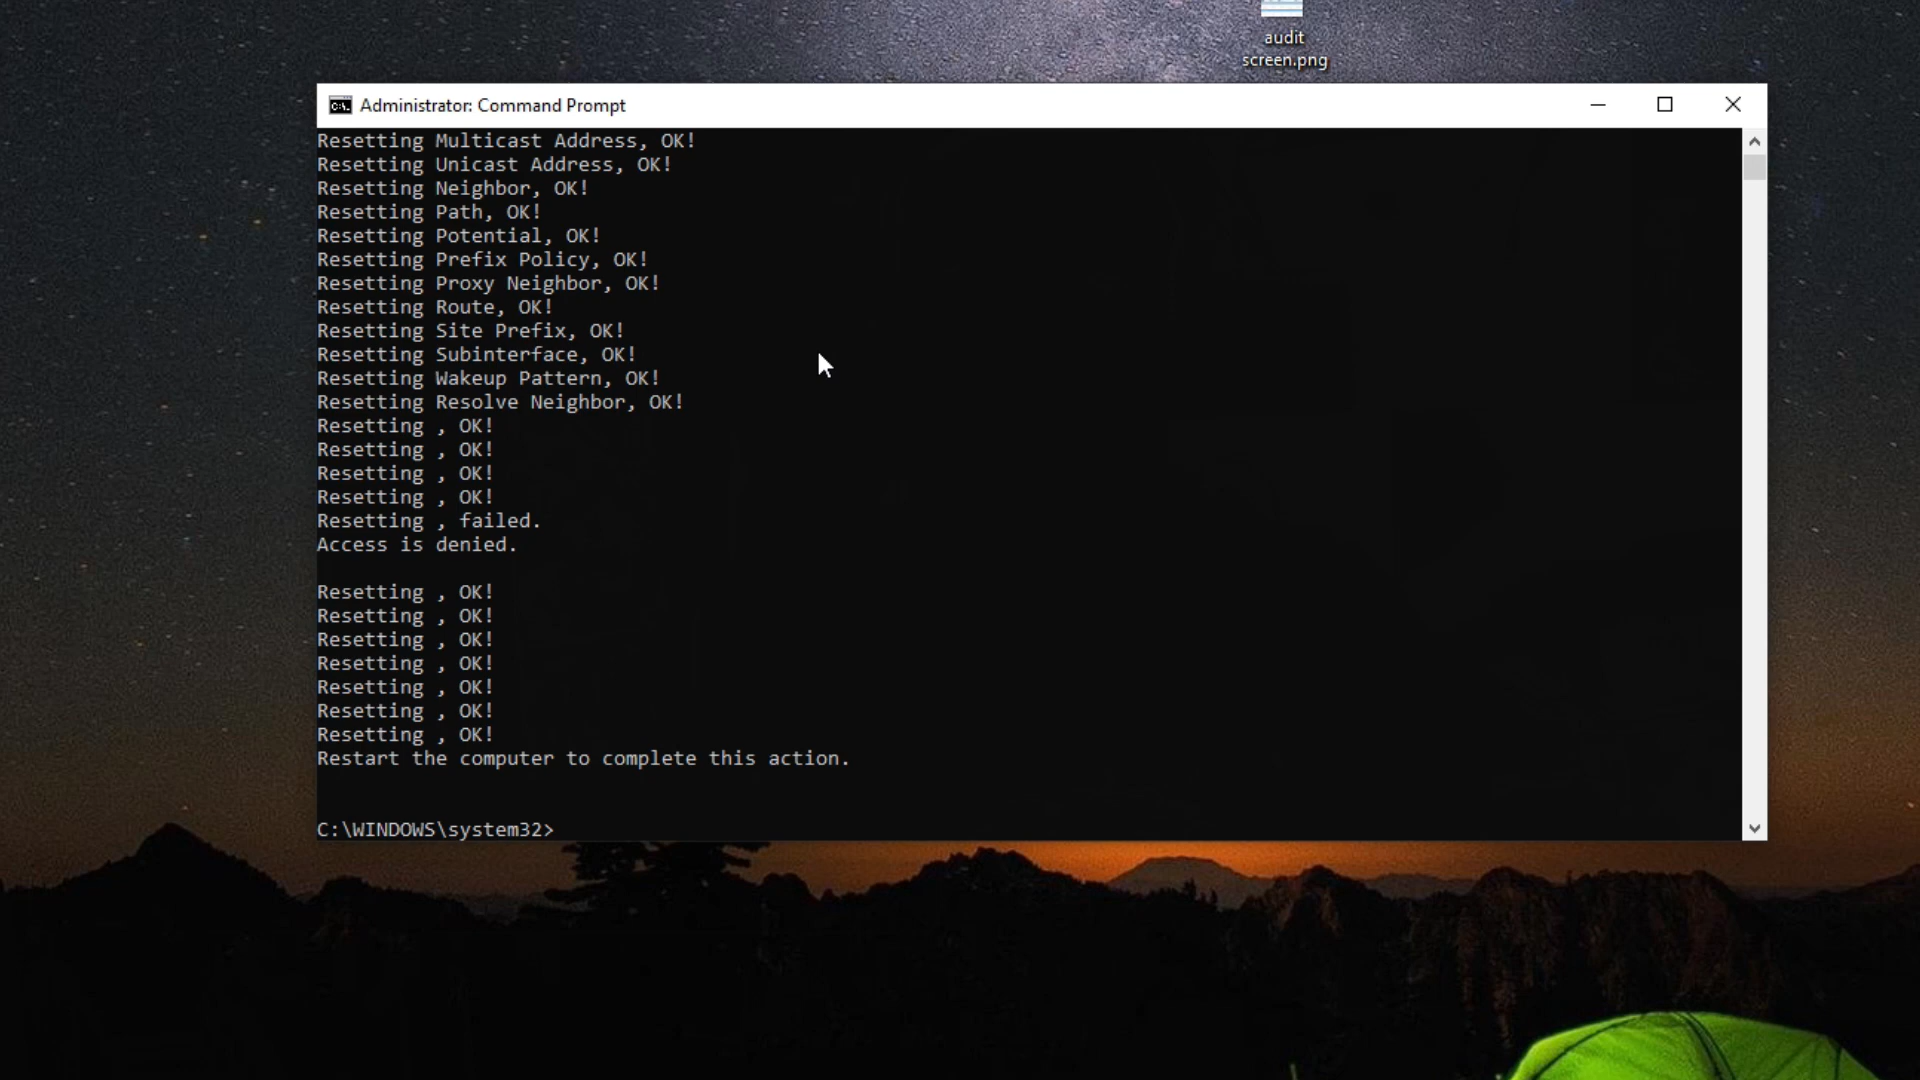 audit
screen.png
Administrator: Command Prompt
Resetting Multicast Address, OK!
Resetting Unicast Address, OK!
Resetting Neighbor, OK!
Resetting Path, OK!
Resetting Potential, OK!
Resetting Prefix Policy, OK!
Resetting Proxy Neighbor, OK!
Resetting Route, OK!
Resetting Site Prefix, OK!
Resetting Subinterface, OK!
Resetting Wakeup Pattern, OK!
Resetting Resolve Neighbor, OK!
Resetting , OK!
Resetting , OK!
Resetting , OK!
Resetting , OK!
Resetting , failed.
Access is denied.
Resetting , OK!
Resetting , OK!
Resetting , OK!
Resetting , OK!
Resetting , OK!
Resetting , OK!
Resetting , OK!
Restart the computer to complete this action.
C:\WINDOWS\system32>